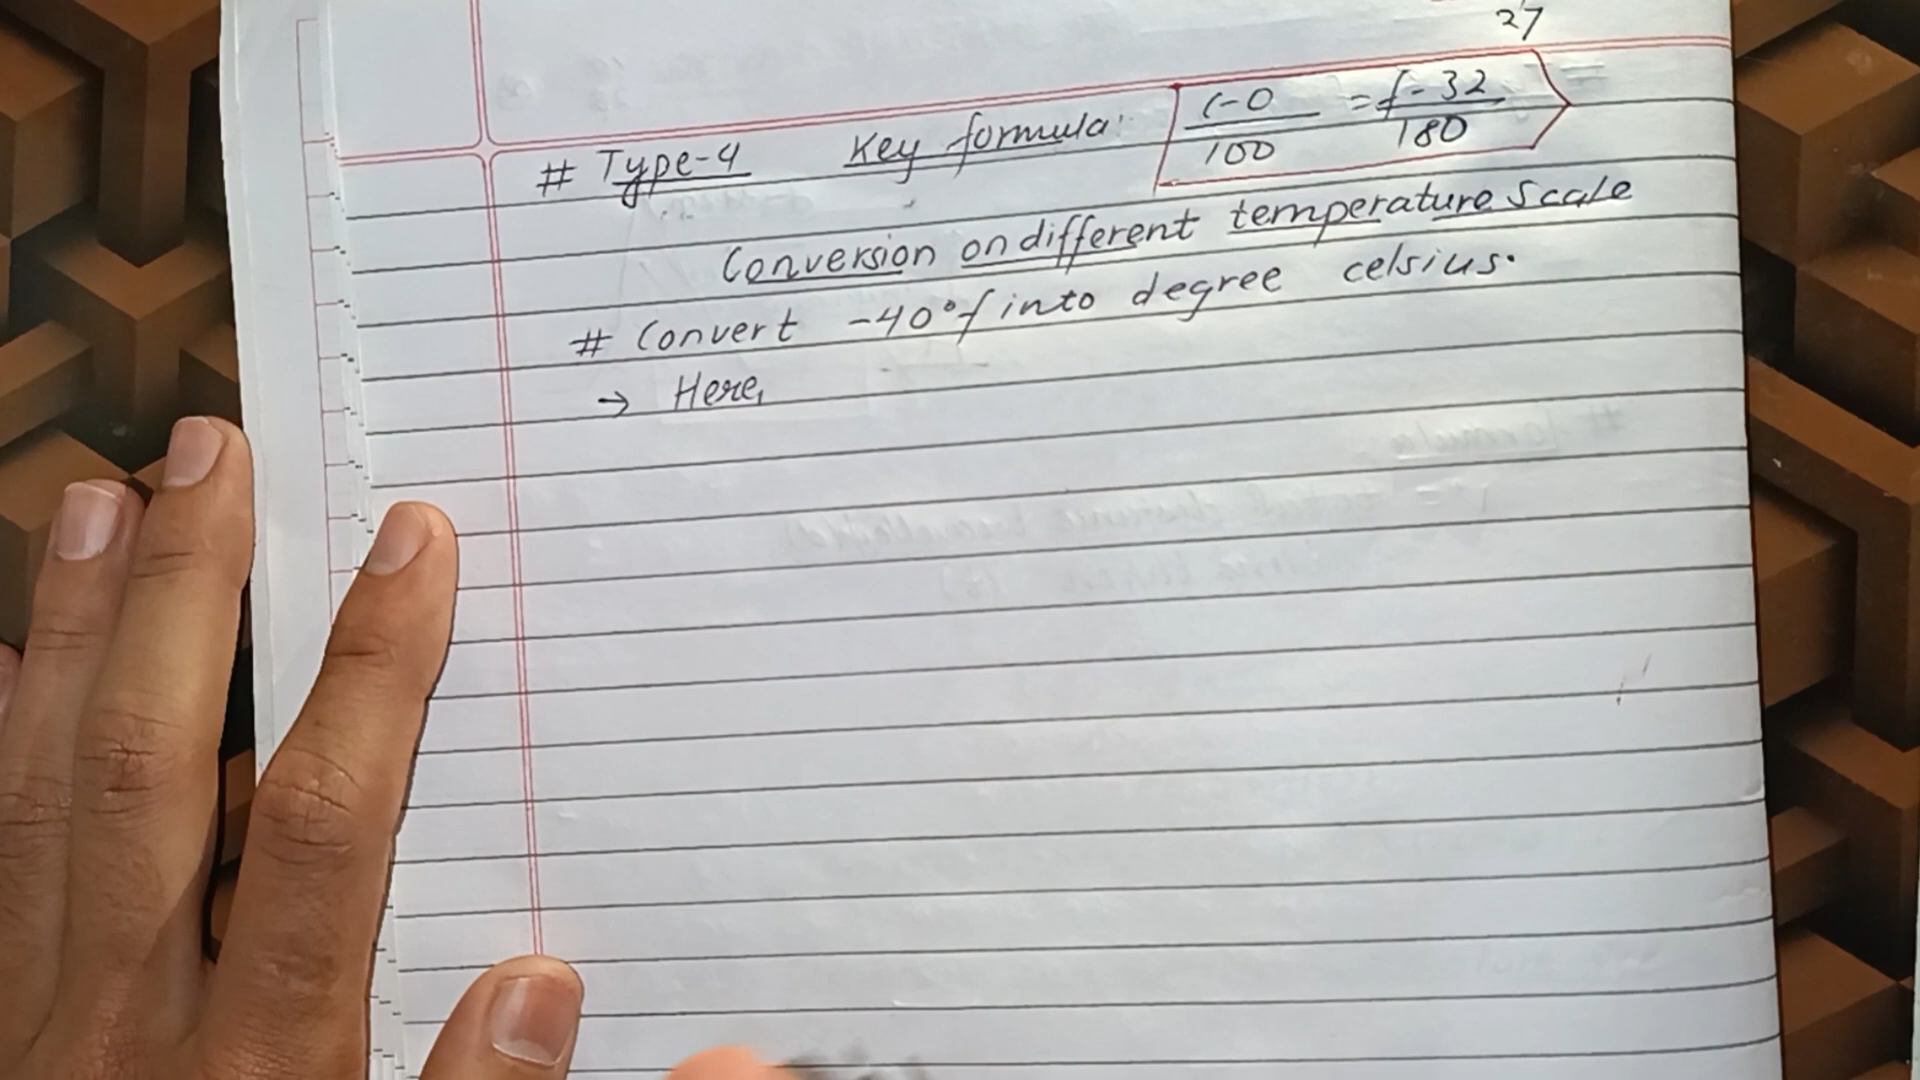 27
# Type-4 Key formula: C-0/100 = f-32/180
Conversion on different temperature Scale
# Convert -40°f into degree celsius.
→ Here,